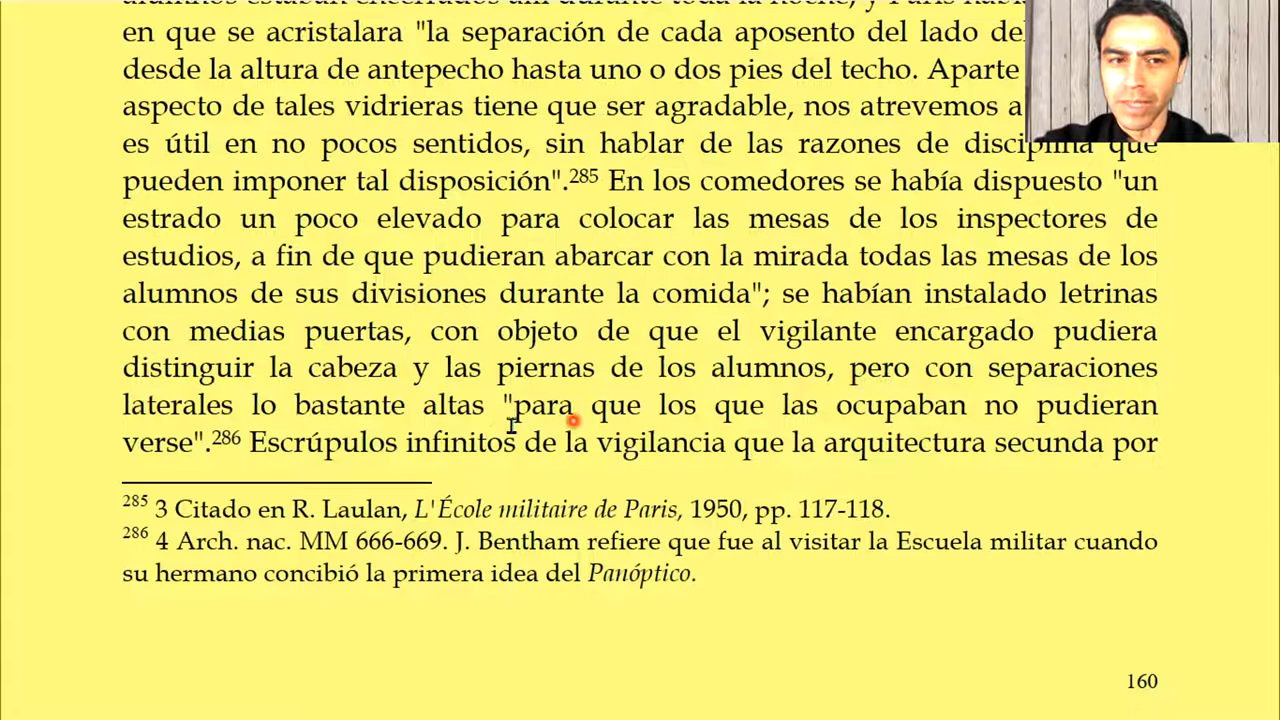 en que se acristalara "la separación de cada aposento del lado del
desde la altura de antepecho hasta uno o dos pies del techo. Aparte
aspecto de tales vidrieras tiene que ser agradable, nos atrevemos a
es útil en no pocos sentidos, sin hablar de las razones de disciplina que
pueden imponer tal disposición".285 En los comedores se había dispuesto "un
estrado un poco elevado para colocar las mesas de los inspectores de
estudios, a fin de que pudieran abarcar con la mirada todas las mesas de los
alumnos de sus divisiones durante la comida"; se habían instalado letrinas
con medias puertas, con objeto de que el vigilante encargado pudiera
distinguir la cabeza y las piernas de los alumnos, pero con separaciones
laterales lo bastante altas "para que los que las ocupaban no pudieran
verse".286 Escrúpulos infinitos de la vigilancia que la arquitectura secunda por
285 3 Citado en R. Laulan, L'École militaire de Paris, 1950, pp. 117-118.
286 4 Arch. nac. MM 666-669. J. Bentham refiere que fue al visitar la Escuela militar cuando
su hermano concibió la primera idea del Panóptico.
160